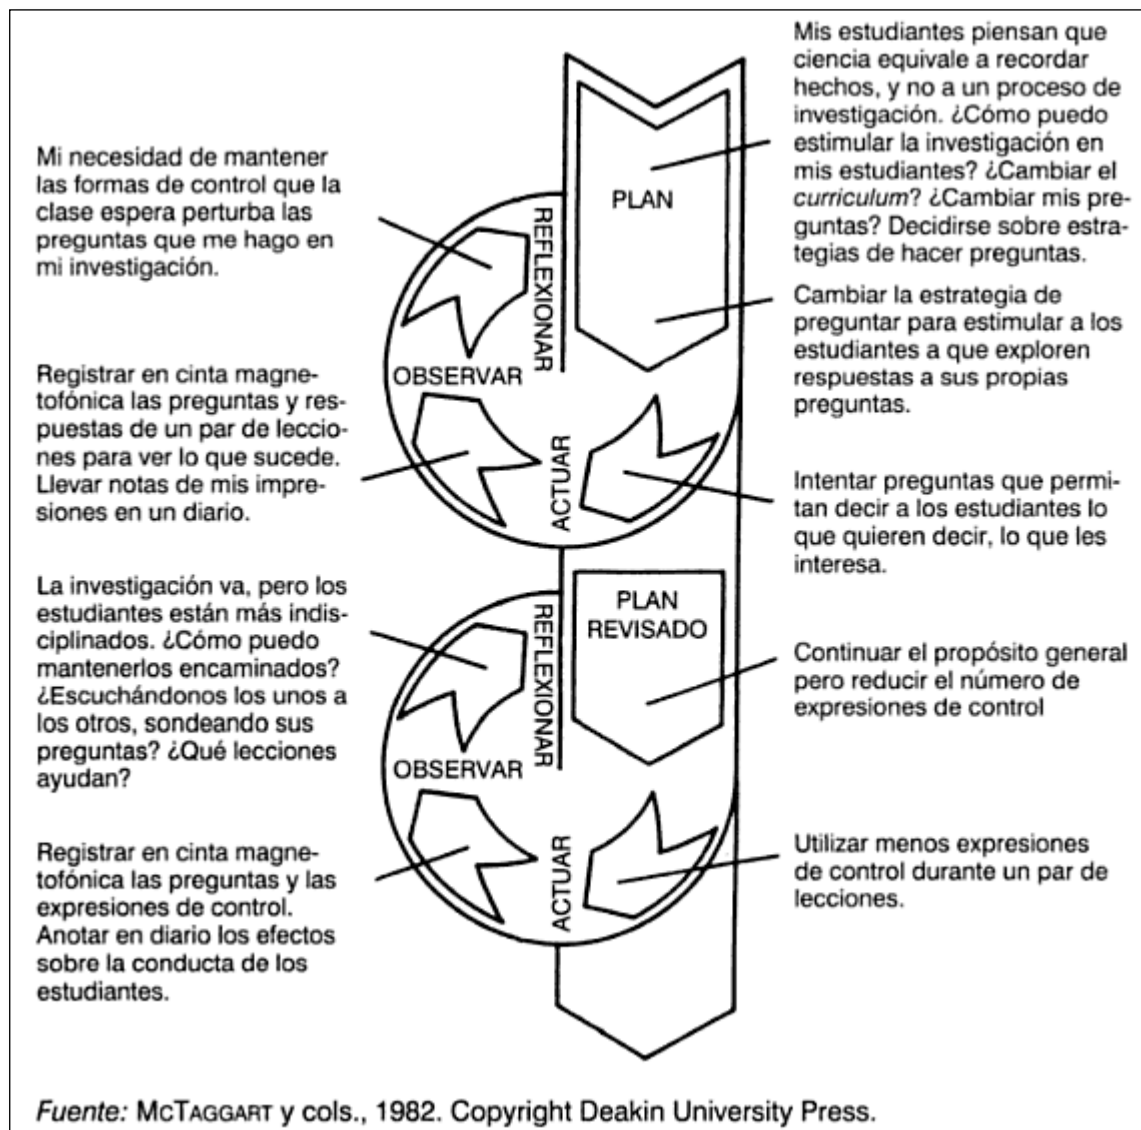 Mis estudiantes piensan que
ciencia equivale a recordar
hechos, y no a un proceso de
investigación. ¿Cómo puedo
estimular la investigación en
mis estudiantes? ¿Cambiar el
curriculum? ¿Cambiar mis pre-
guntas? Decidirse sobre estra-
tegias de hacer preguntas.
PLAN
Cambiar la estrategia de
preguntar para estimular a los
estudiantes a que exploren
respuestas a sus propias
preguntas.
Intentar preguntas que permi-
tan decir a los estudiantes lo
que quieren decir, lo que les
interesa.
ACTUAR
OBSERVAR
Registrar en cinta magne-
tofónica las preguntas y res-
puestas de un par de leccio-
nes para ver lo que sucede.
Llevar notas de mis impre-
siones en un diario.
REFLEXIONAR
Mi necesidad de mantener
las formas de control que la
clase espera perturba las
preguntas que me hago en
mi investigación.
PLAN
REVISADO
Continuar el propósito general
pero reducir el número de
expresiones de control
Utilizar menos expresiones
de control durante un par de
lecciones.
ACTUAR
OBSERVAR
Registrar en cinta magne-
tofónica las preguntas y las
expresiones de control.
Anotar en diario los efectos
sobre la conducta de los
estudiantes.
REFLEXIONAR
La investigación va, pero los
estudiantes están más indis-
ciplinados. ¿Cómo puedo
mantenerlos encaminados?
¿Escuchándonos los unos a
los otros, sondeando sus
preguntas? ¿Qué lecciones
ayudan?
Fuente: MCTAGGART y cols., 1982. Copyright Deakin University Press.